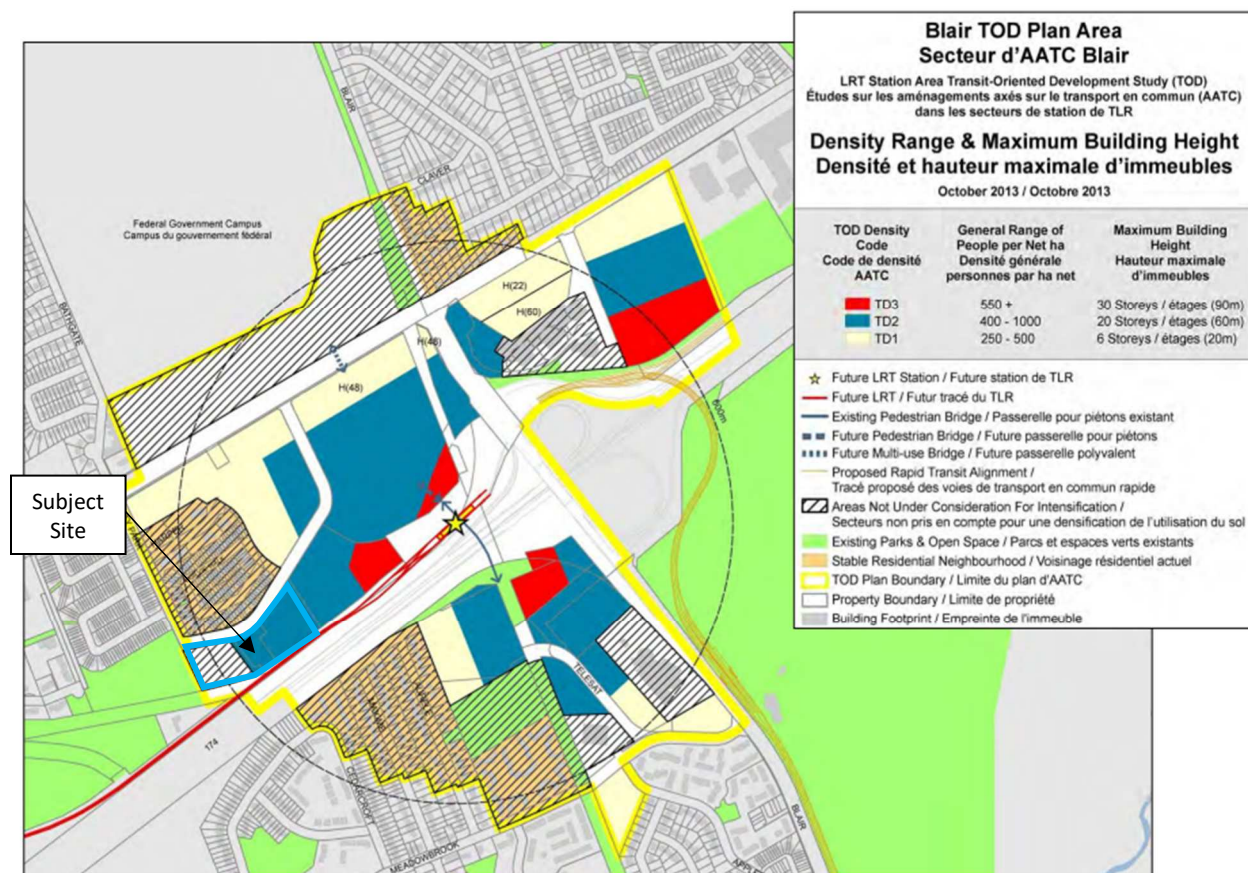 Blair TOD Plan Area
Secteur d'AATC Blair
LRT Station Area Transit-Oriented Development Study (TOD)
Études sur les aménagements axés sur le transport en commun (AATC)
dans les secteurs de station de TLR
Density Range & Maximum Building Height
Densité et hauteur maximale d'immeubles
October 2013 / Octobre 2013
TOD Density
Code
Code de densité
AATC
General Range of
People per Net ha
Densité générale
personnes par ha net
Maximum Building
Height
Hauteur maximale
d'immeubles
TD3 550 + 30 Storeys / étages (90m)
TD2 400 - 1000 20 Storeys / étages (60m)
TD1 250 - 500 6 Storeys / étages (20m)
Future LRT Station / Future station de TLR
Future LRT / Futur tracé du TLR
Existing Pedestrian Bridge / Passerelle pour piétons existant
Future Pedestrian Bridge / Future passerelle pour piétons
Future Multi-use Bridge / Future passerelle polyvalent
Proposed Rapid Transit Alignment /
Tracé proposé des voies de transport en commun rapide
Areas Not Under Consideration For Intensification /
Secteurs non pris en compte pour une densification de l'utilisation du sol
Existing Parks & Open Space / Parcs et espaces verts existants
Stable Residential Neighbourhood / Voisinage résidentiel actuel
TOD Plan Boundary / Limite du plan d'AATC
Property Boundary / Limite de propriété
Building Footprint / Empreinte de l'immeuble
BLAIR
CLAVER
Federal Government Campus
Campus du gouvernement fédéral
BATHGATE
H(22)
H(60)
H(46)
H(48)
600m
Subject
Site
TELESAT
174
CEDARCROFT
MEADOWBROOK
BLAIR